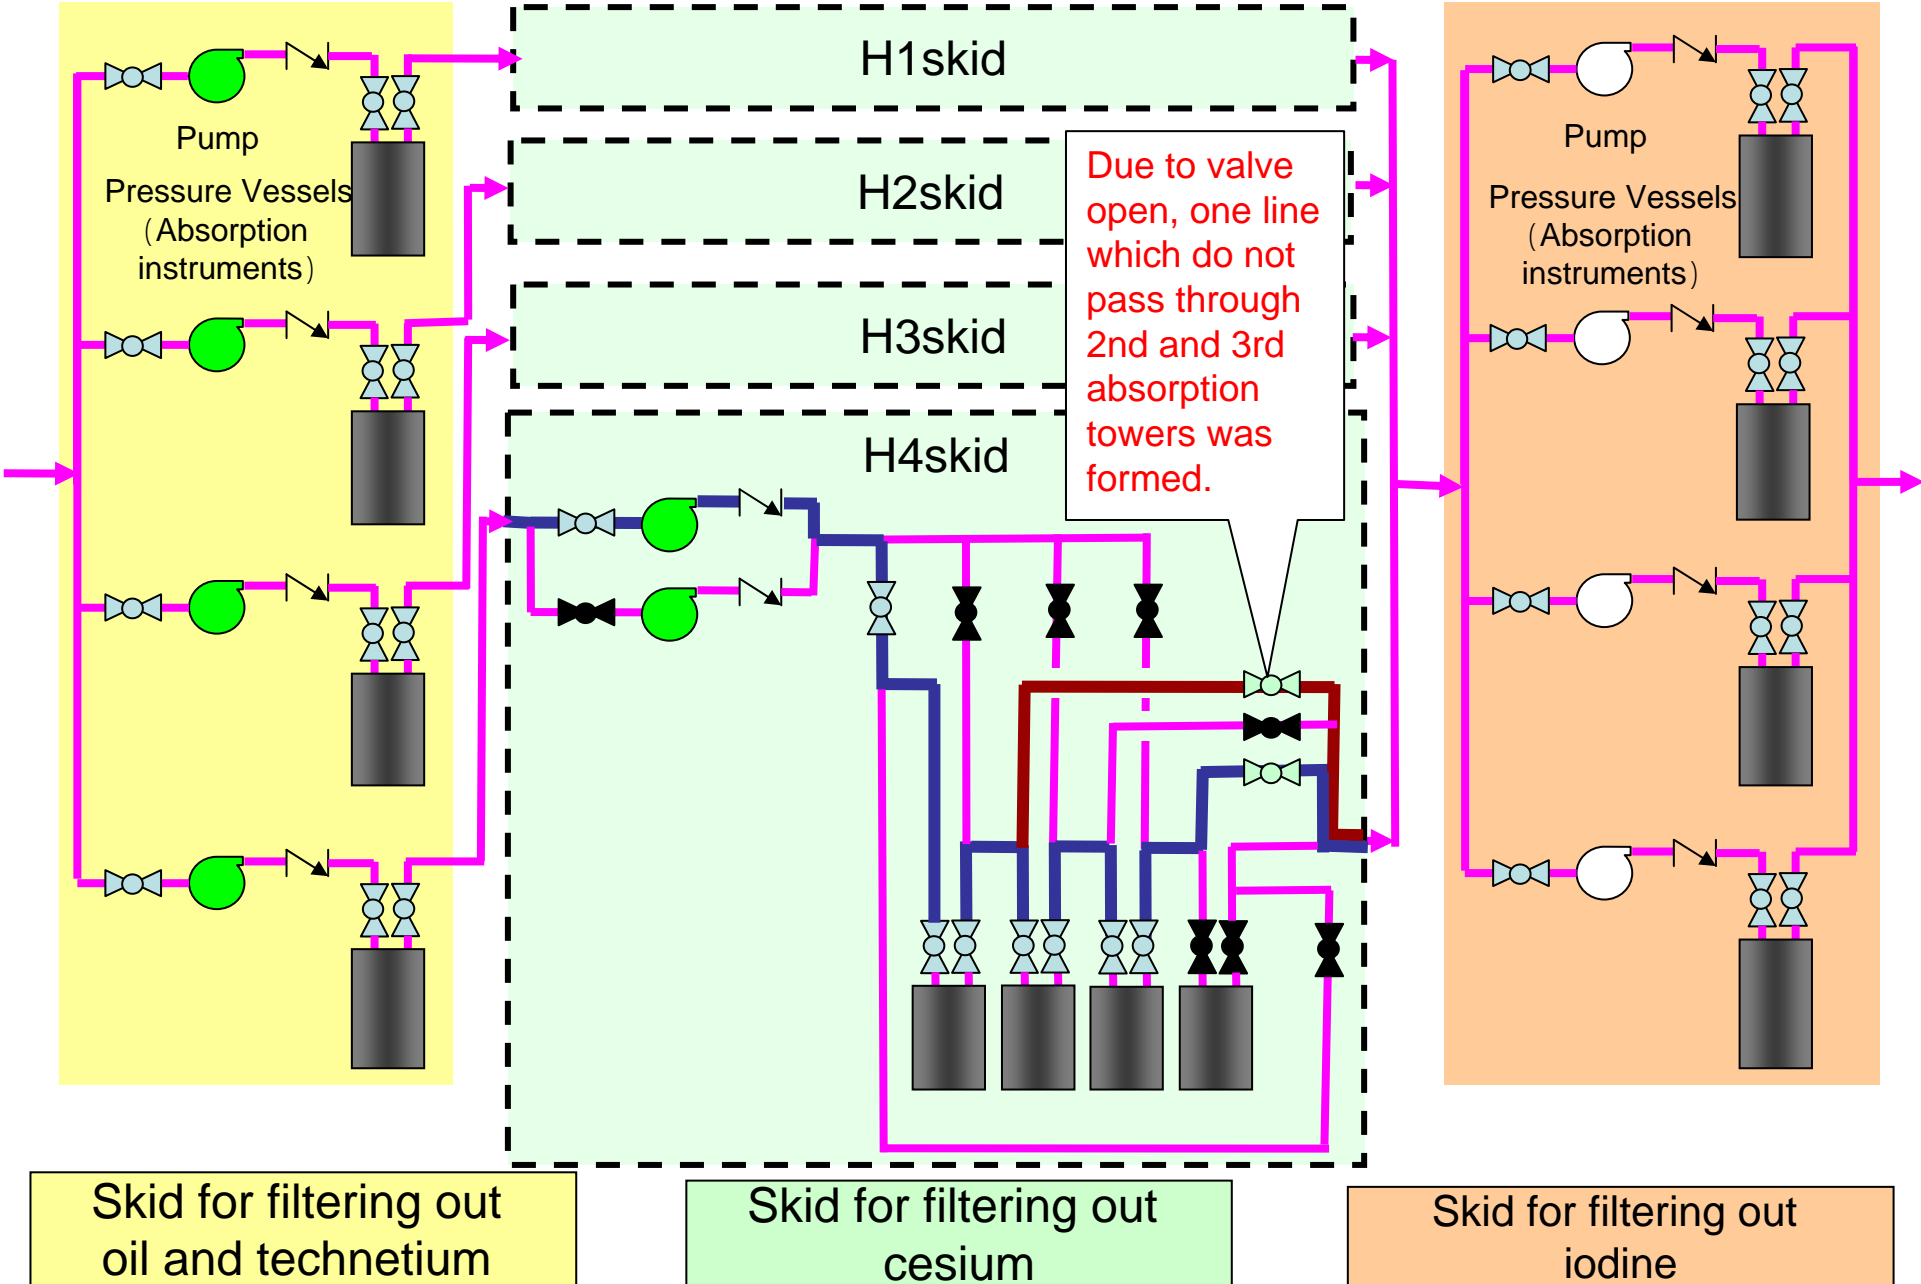 H1skid
H2skid
H3skid
H4skid
Pump
Pressure Vessels
（Absorption
instruments）
Due to valve
open, one line
which do not
pass through
2nd and 3rd
absorption
towers was
formed.
Pump
Pressure Vessels
（Absorption
instruments）
Skid for filtering out
oil and technetium
Skid for filtering out
cesium
Skid for filtering out
iodine